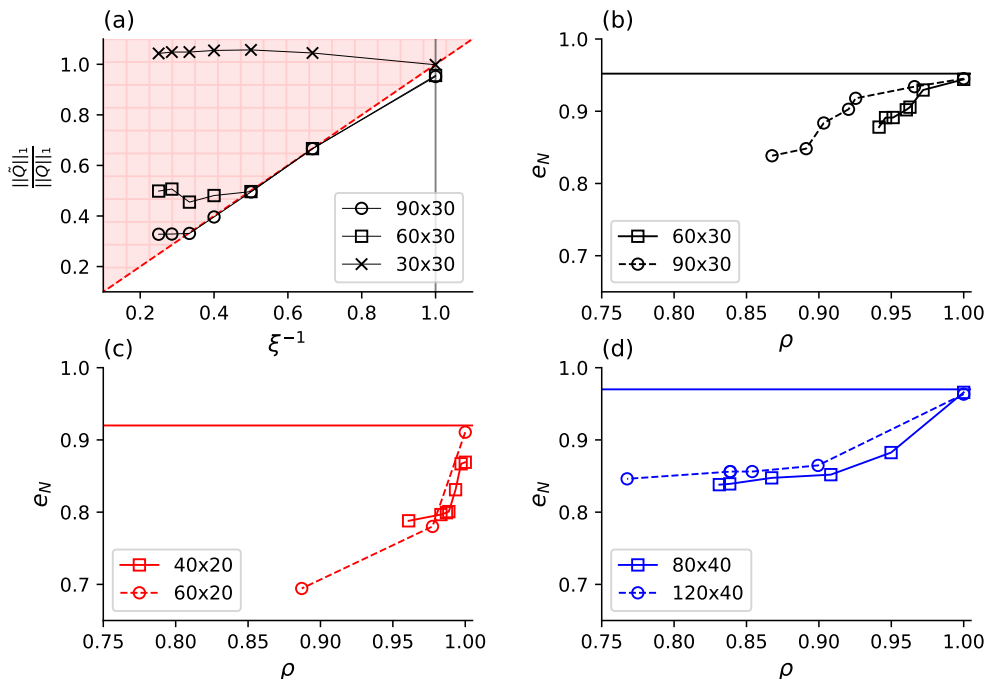 (a)
||Q̃||₁
||Q||₁
1.0
0.8
0.6
0.4
0.2
90x30
60x30
30x30
0.2 0.4 0.6 0.8 1.0
ξ⁻¹
(b)
e_N
1.0
0.9
0.8
0.7
60x30
90x30
0.75 0.80 0.85 0.90 0.95 1.00
ρ
(c)
e_N
1.0
0.9
0.8
0.7
40x20
60x20
0.75 0.80 0.85 0.90 0.95 1.00
ρ
(d)
e_N
1.0
0.9
0.8
0.7
80x40
120x40
0.75 0.80 0.85 0.90 0.95 1.00
ρ